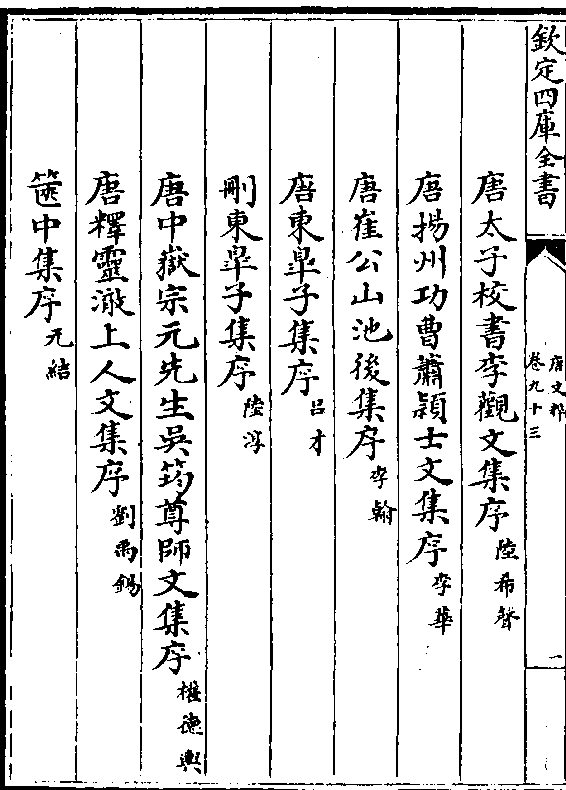 欽定四庫全書
唐文粹
卷九十三
一
唐太子校書李觀文集序 陸希聲
唐揚州功曹蕭頴士文集序 李華
唐崔公山池後集序 李翰
唐東臯子集序 吕才
刪東臯子集序 陸淳
唐中嶽宗元先生吳筠尊師文集序 權德輿
唐釋靈澈上人文集序 劉禹錫
篋中集序 元結